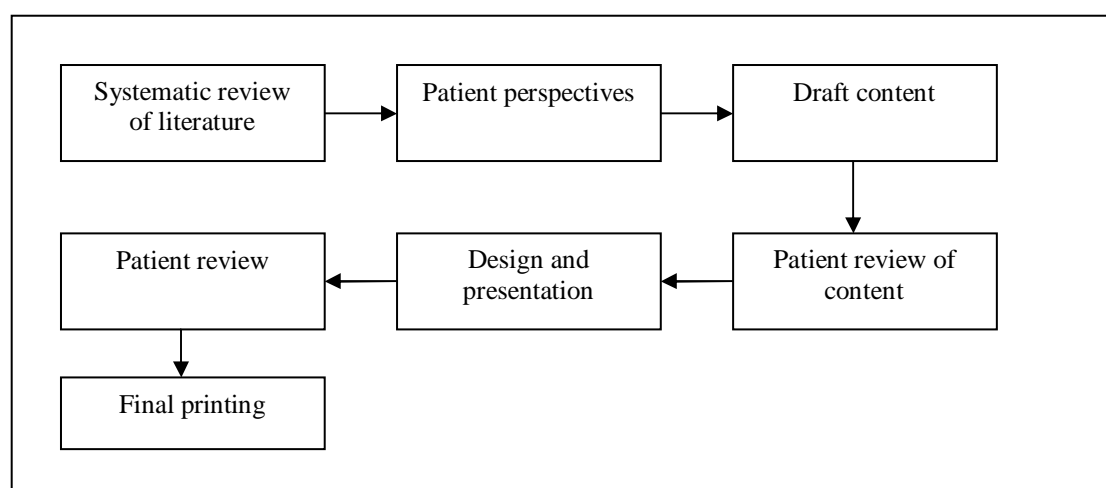 Systematic review
of literature
Patient perspectives
Draft content
Patient review of
content
Design and
presentation
Patient review
Final printing